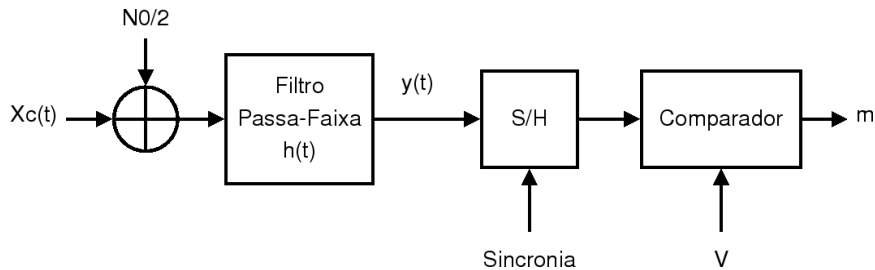 N0/2
Xc(t)
Filtro
Passa-Faixa
h(t)
y(t)
S/H
Comparador
m
Sincronia
V